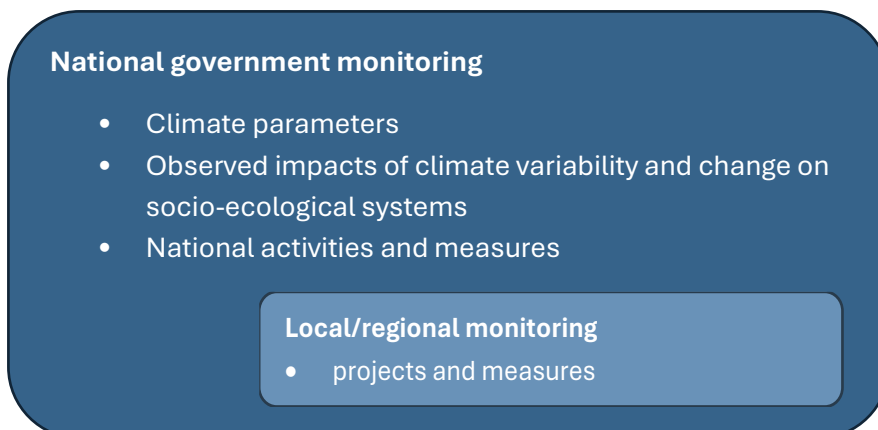 National government monitoring
• Climate parameters
• Observed impacts of climate variability and change on
socio-ecological systems
• National activities and measures
Local/regional monitoring
• projects and measures